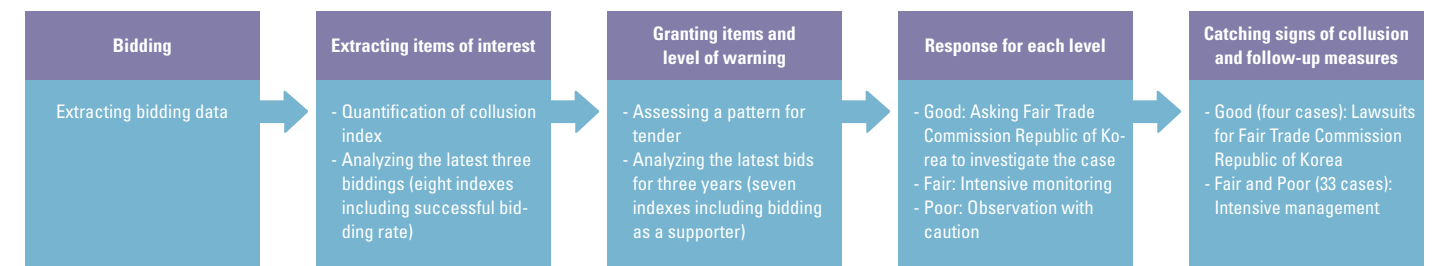 Bidding
Extracting bidding data
Extracting items of interest
- Quantification of collusion
index
- Analyzing the latest three
biddings (eight indexes
including successful bid-
ding rate)
Granting items and
level of warning
- Assessing a pattern for
tender
- Analyzing the latest bids
for three years (seven
indexes including bidding
as a supporter)
Response for each level
- Good: Asking Fair Trade
Commission Republic of Ko-
rea to investigate the case
- Fair: Intensive monitoring
- Poor: Observation with
caution
Catching signs of collusion
and follow-up measures
- Good (four cases): Lawsuits
for Fair Trade Commission
Republic of Korea
- Fair and Poor (33 cases):
Intensive management